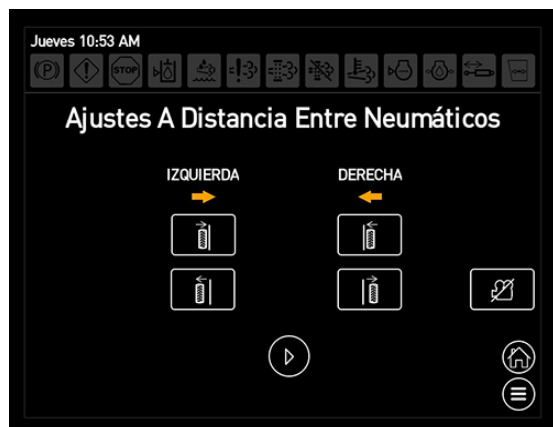 Jueves 10:53 AM
(P) STOP
Ajustes A Distancia Entre Neumáticos
IZQUIERDA DERECHA